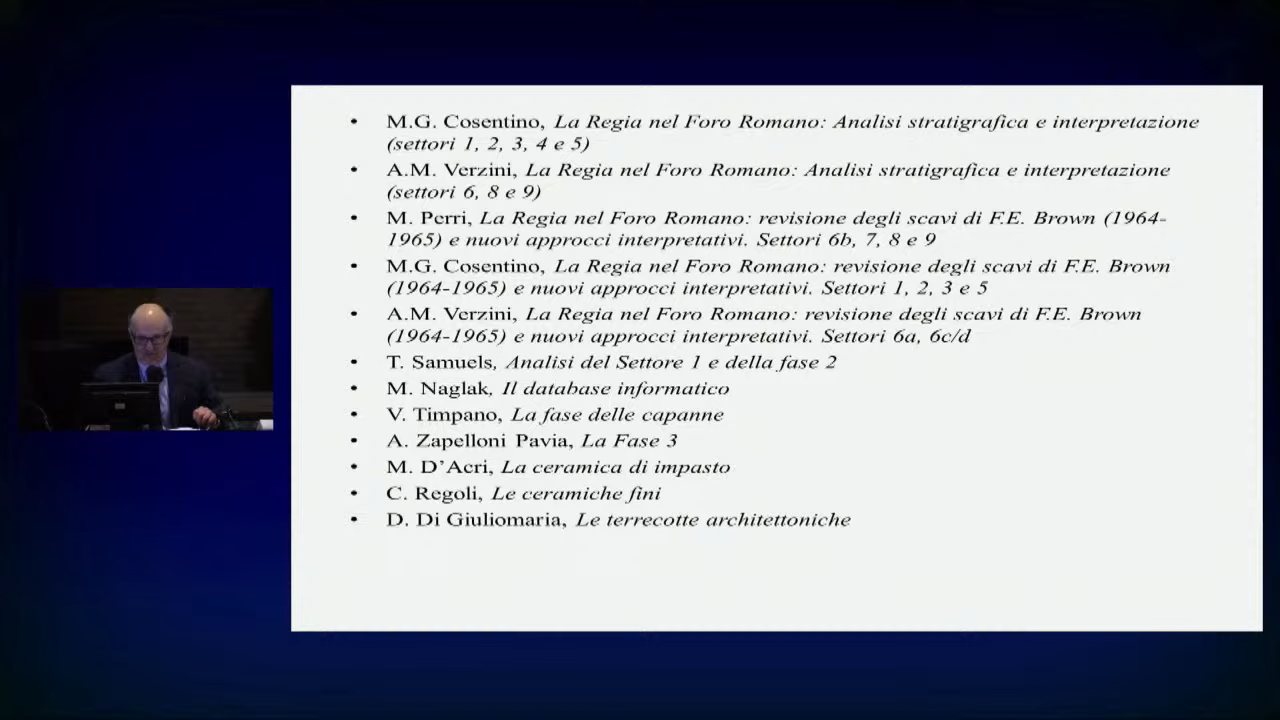 • M.G. Cosentino, La Regia nel Foro Romano: Analisi stratigrafica e interpretazione
(settori 1, 2, 3, 4 e 5)
• A.M. Verzini, La Regia nel Foro Romano: Analisi stratigrafica e interpretazione
(settori 6, 8 e 9)
• M. Perri, La Regia nel Foro Romano: revisione degli scavi di F.E. Brown (1964-
1965) e nuovi approcci interpretativi. Settori 6b, 7, 8 e 9
• M.G. Cosentino, La Regia nel Foro Romano: revisione degli scavi di F.E. Brown
(1964-1965) e nuovi approcci interpretativi. Settori 1, 2, 3 e 5
• A.M. Verzini, La Regia nel Foro Romano: revisione degli scavi di F.E. Brown
(1964-1965) e nuovi approcci interpretativi. Settori 6a, 6c/d
• T. Samuels, Analisi del Settore 1 e della fase 2
• M. Naglak, Il database informatico
• V. Timpano, La fase delle capanne
• A. Zapelloni Pavia, La Fase 3
• M. D’Acri, La ceramica di impasto
• C. Regoli, Le ceramiche fini
• D. Di Giuliomaria, Le terrecotte architettoniche